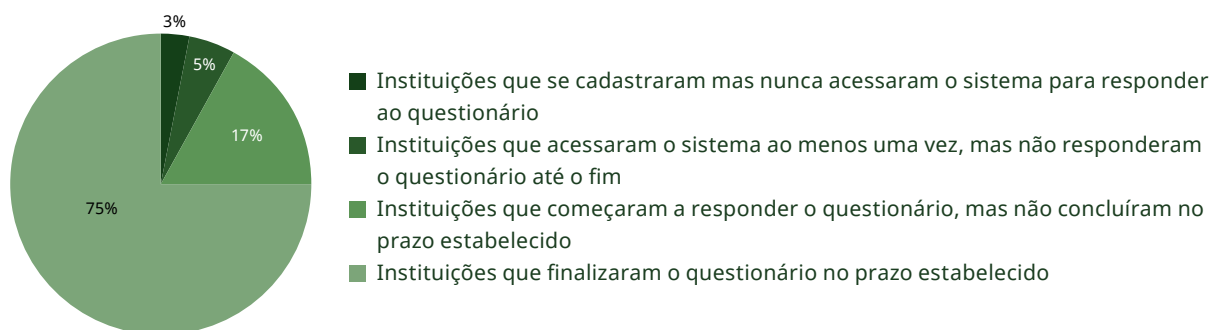 3%
5%
17%
75%
Instituições que se cadastraram mas nunca acessaram o sistema para responder
ao questionário
Instituições que acessaram o sistema ao menos uma vez, mas não responderam
o questionário até o fim
Instituições que começaram a responder o questionário, mas não concluíram no
prazo estabelecido
Instituições que finalizaram o questionário no prazo estabelecido